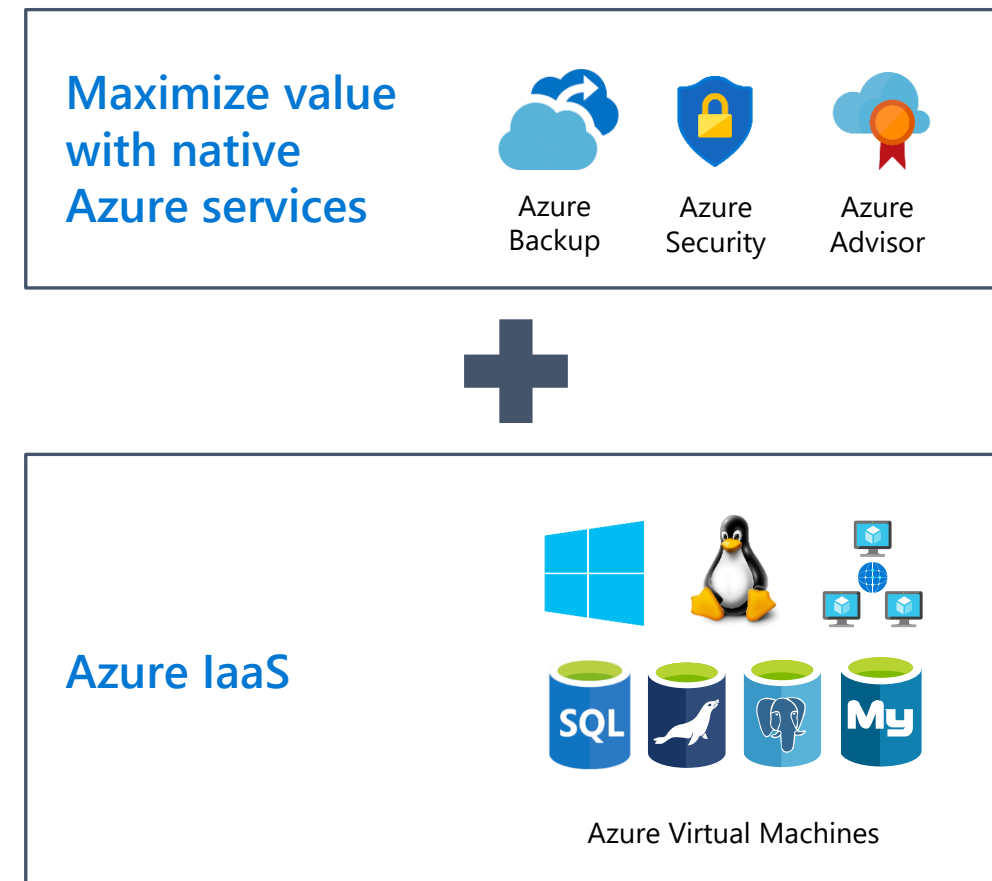 Maximize value
with native
Azure services
Azure
Backup
Azure
Security
Azure
Advisor
Azure IaaS
SQL
My
Azure Virtual Machines